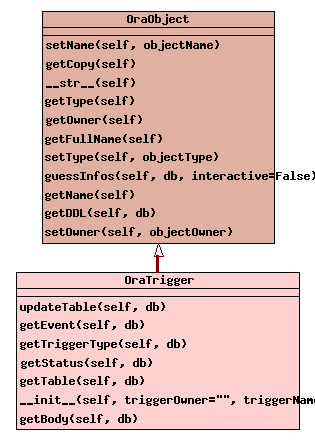 OraObject
setName(self, objectName)
getCopy(self)
__str__(self)
getType(self)
getOwner(self)
getFullName(self)
setType(self, objectType)
guessInfos(self, db, interactive=False)
getName(self)
getDDL(self, db)
setOwner(self, objectOwner)
OraTrigger
updateTable(self, db)
getEvent(self, db)
getTriggerType(self, db)
getStatus(self, db)
getTable(self, db)
__init__(self, triggerOwner="", triggerName
getBody(self, db)